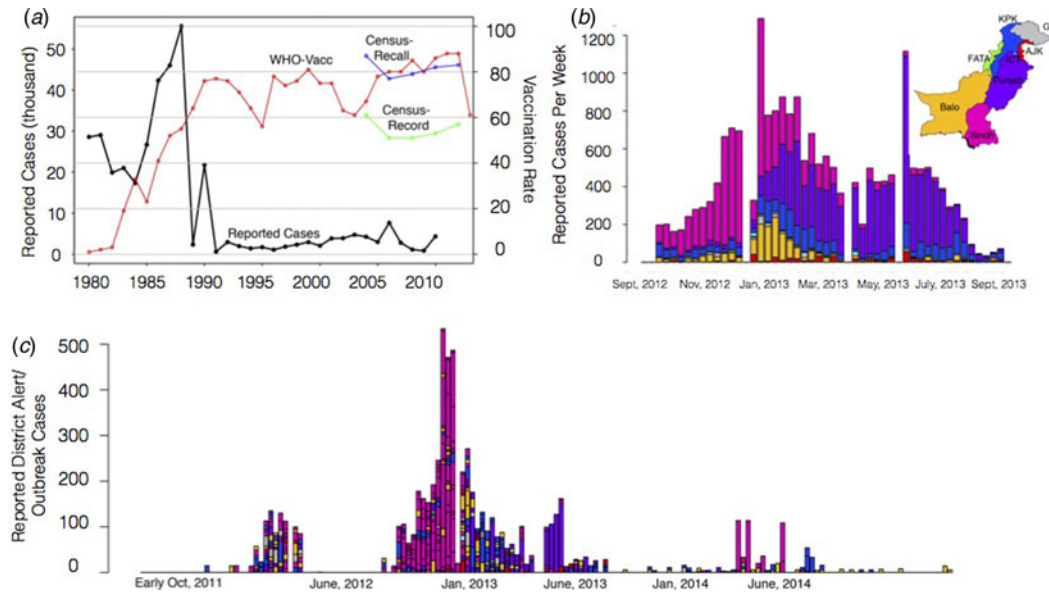 (a)
Reported Cases (thousand)
50
40
30
20
10
0
WHO-Vacc
Census-
Recall
Census-
Record
Reported Cases
100
80
60
40
20
0
Vaccination Rate
1980 1985 1990 1995 2000 2005 2010
(b)
Reported Cases Per Week
1200
1000
800
600
400
200
0
Sept, 2012 Nov, 2012 Jan, 2013 Mar, 2013 May, 2013 July, 2013 Sept, 2013
KPK
G
AJK
FATA
ICT
Punjab
Balo
Sindh
(c)
Reported District Alert/
Outbreak Cases
500
400
300
200
100
0
Early Oct, 2011 June, 2012 Jan, 2013 June, 2013 Jan, 2014 June, 2014